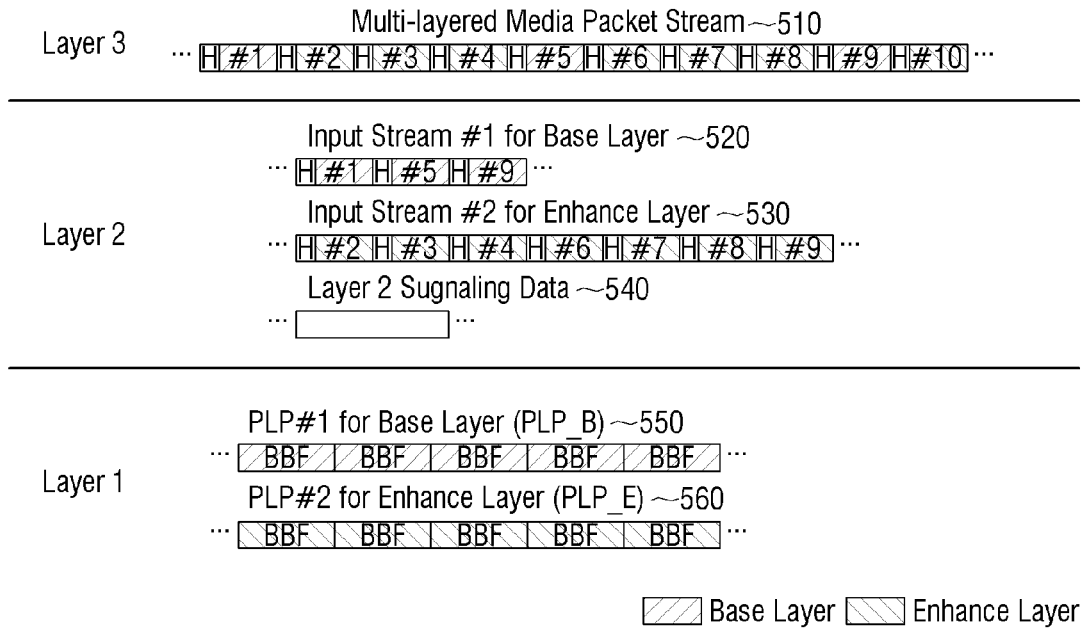 Multi-layered Media Packet Stream 510
Layer 3
··· H #1 H #2 H #3 H #4 H #5 H #6 H #7 H #8 H #9 H #10 ···
Input Stream #1 for Base Layer 520
··· H #1 H #5 H #9 ···
Input Stream #2 for Enhance Layer 530
Layer 2
··· H #2 H #3 H #4 H #6 H #7 H #8 H #9 ···
Layer 2 Sugnaling Data 540
··· ···
PLP#1 for Base Layer (PLP_B) 550
··· BBF BBF BBF BBF BBF ···
Layer 1
PLP#2 for Enhance Layer (PLP_E) 560
··· BBF BBF BBF BBF BBF ···
Base Layer Enhance Layer